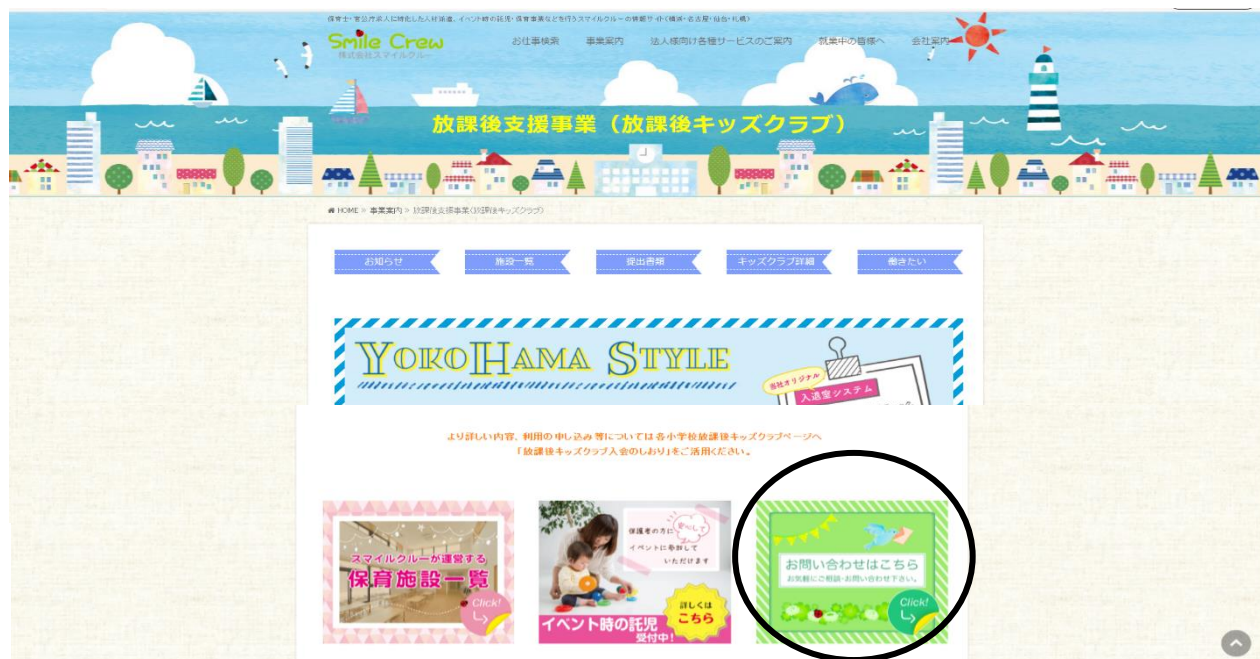 保育士・官公庁法人に特化した人材派遣、イベント時の託児・保育事業などを行うスマイルクルーの情報サイト(横浜・名古屋・仙台・札幌)
Smile Crew
株式会社スマイルクルー
お仕事検索 事業案内 法人様向け各種サービスのご案内 就業中の皆様へ 会社案内
放課後支援事業（放課後キッズクラブ）
HOME » 事業案内 » 放課後支援事業(放課後キッズクラブ)
お知らせ 施設一覧 提出書類 キッズクラブ詳細 働きたい
YOKOHAMA STYLE
当社オリジナル
入退室システム
より詳しい内容、利用の申し込み等については各小学校放課後キッズクラブページへ
「放課後キッズクラブ入会のしおり」をご活用ください。
スマイルクルーが運営する
保育施設一覧
Click!
保護者の方に安心して
イベントに参加して
いただけます
詳しくは
こちら
イベント時の託児
受付中!
お問い合わせはこちら
お気軽にご相談・お問い合わせ下さい。
Click!